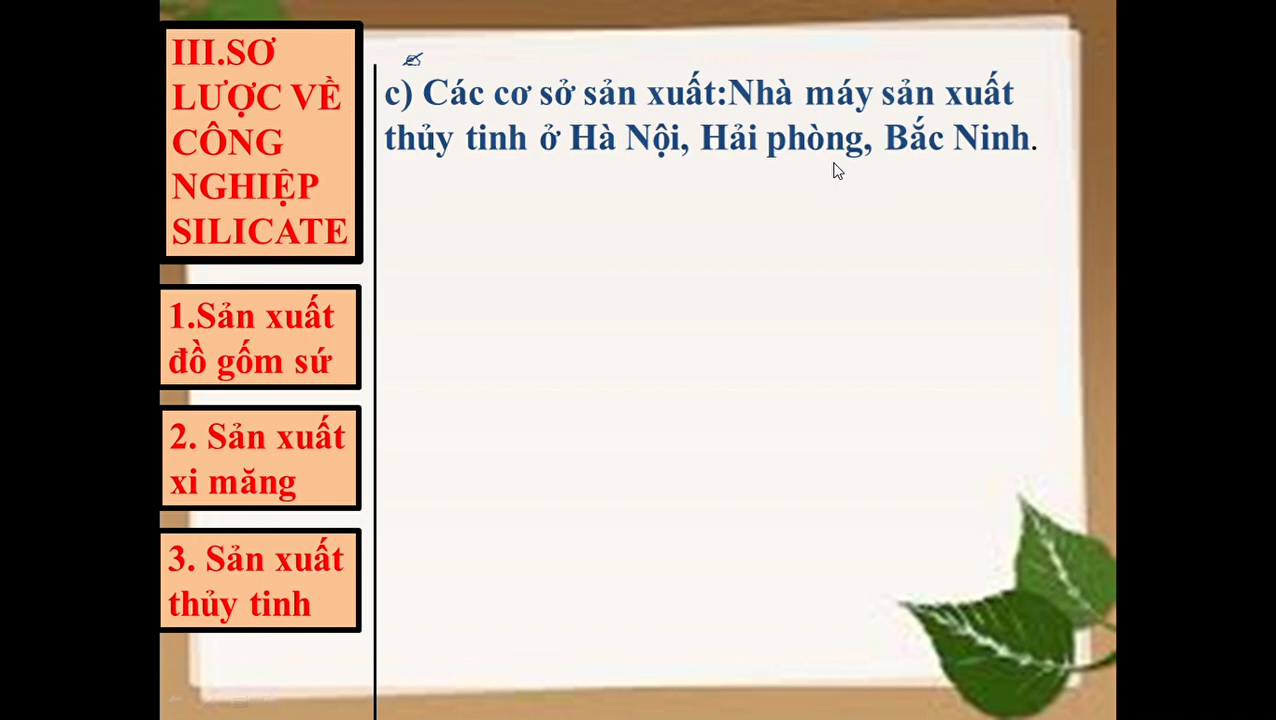 III.SƠ
LƯỢC VỀ
CÔNG
NGHIỆP
SILICATE
1.Sản xuất
đồ gốm sứ
2. Sản xuất
xi măng
3. Sản xuất
thủy tinh
c) Các cơ sở sản xuất:Nhà máy sản xuất
thủy tinh ở Hà Nội, Hải phòng, Bắc Ninh.